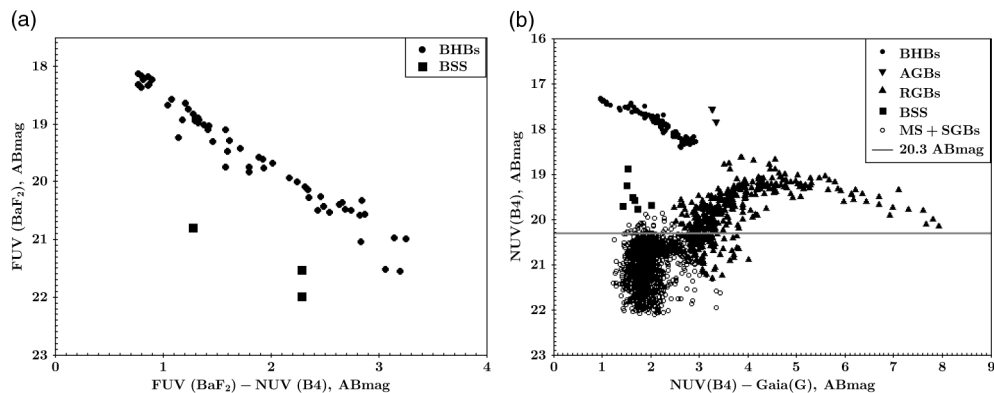 (a)
BHBs
BSS
18
19
20
21
22
23
FUV (BaF₂), ABmag
0 1 2 3 4
FUV (BaF₂) − NUV (B4), ABmag
(b)
BHBs
AGBs
RGBs
BSS
MS + SGBs
20.3 ABmag
16
17
18
19
20
21
22
23
NUV(B4), ABmag
0 1 2 3 4 5 6 7 8 9
NUV(B4) − Gaia(G), ABmag